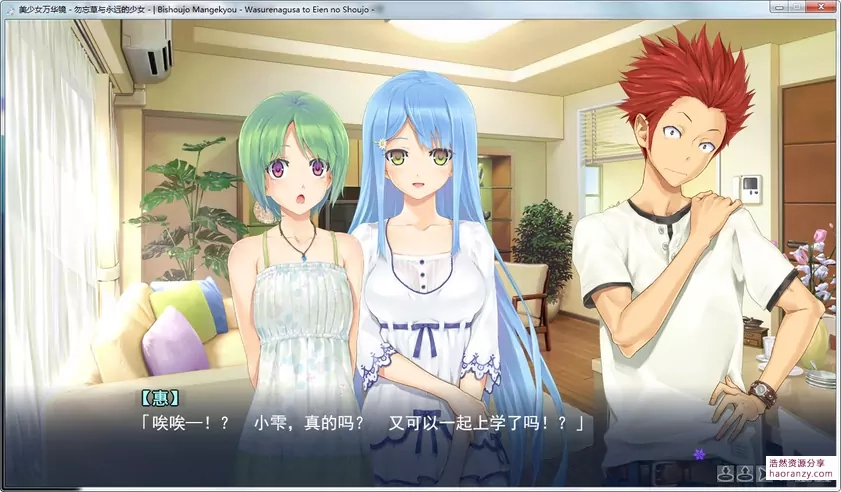 美少女万华镜 - 勿忘草与永远的少女 - | Bishoujo Mangekyou - Wasurenagusa to Eien no Shoujo -
【惠】
「唉唉—！？　小雫，真的吗？　又可以一起上学了吗！？」
浩然资源分享
haoranzy.com